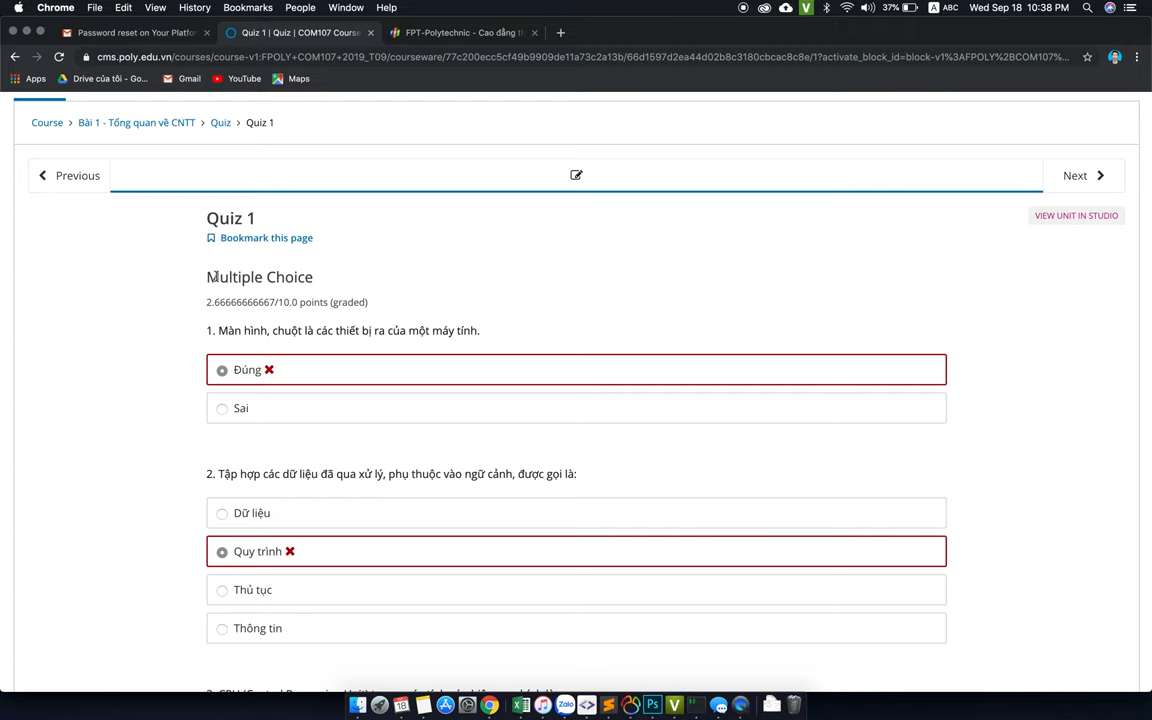 Chrome File Edit View History Bookmarks People Window Help 37% A ABC Wed Sep 18 10:38 PM
Password reset on Your Platfo Quiz 1 | Quiz | COM107 Course FPT-Polytechnic - Cao đẳng th
cms.poly.edu.vn/courses/course-v1:FPOLY+COM107+2019_T09/courseware/77c200ecc5cf49b9909de11a73c2a13b/66d1597d2ea44d02b8c3180cbcac8c8e/1?activate_block_id=block-v1%3AFPOLY%2BCOM107%...
Apps Drive của tôi - Go... Gmail YouTube Maps
Course > Bài 1 - Tổng quan về CNTT > Quiz > Quiz 1
Previous Next
Quiz 1
VIEW UNIT IN STUDIO
Bookmark this page
Multiple Choice
2.66666666667/10.0 points (graded)
1. Màn hình, chuột là các thiết bị ra của một máy tính.
Đúng
Sai
2. Tập hợp các dữ liệu đã qua xử lý, phụ thuộc vào ngữ cảnh, được gọi là:
Dữ liệu
Quy trình
Thủ tục
Thông tin
18 Zalo Ps V